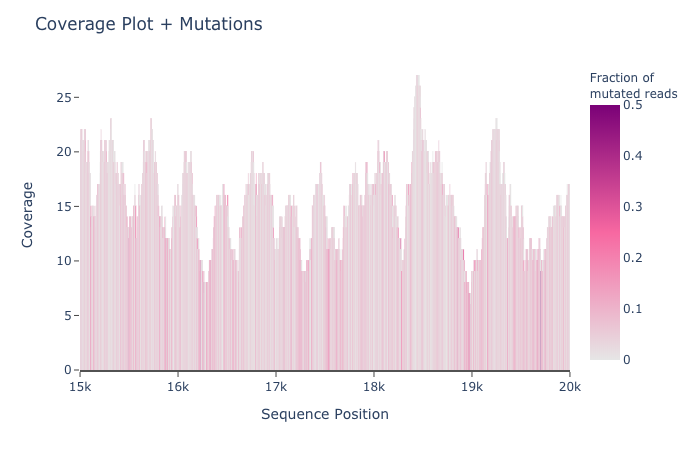 Coverage Plot + Mutations
Fraction of
mutated reads
0.5
0.4
0.3
0.2
0.1
0
25
20
15
10
5
0
Coverage
15k
16k
17k
18k
19k
20k
Sequence Position